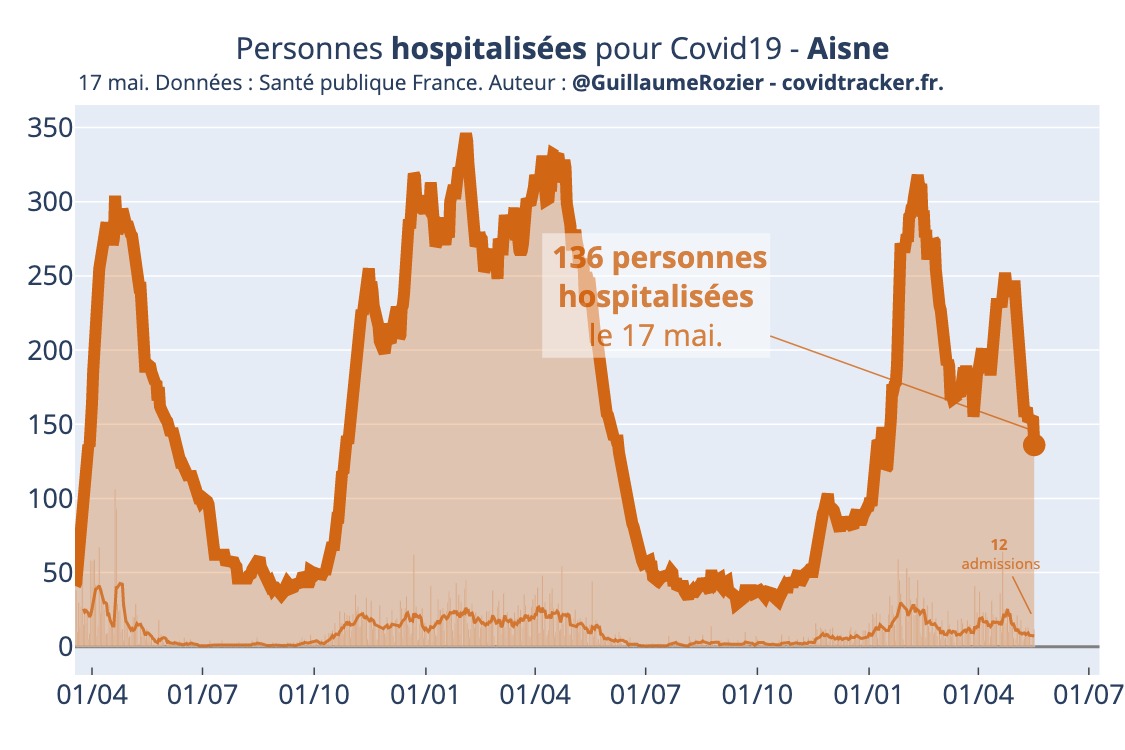 Personnes hospitalisées pour Covid19 - Aisne
17 mai. Données : Santé publique France. Auteur : @GuillaumeRozier - covidtracker.fr.
350
300
250
200
150
100
50
0
136 personnes
hospitalisées
le 17 mai.
12
admissions
01/04 01/07 01/10 01/01 01/04 01/07 01/10 01/01 01/04 01/07